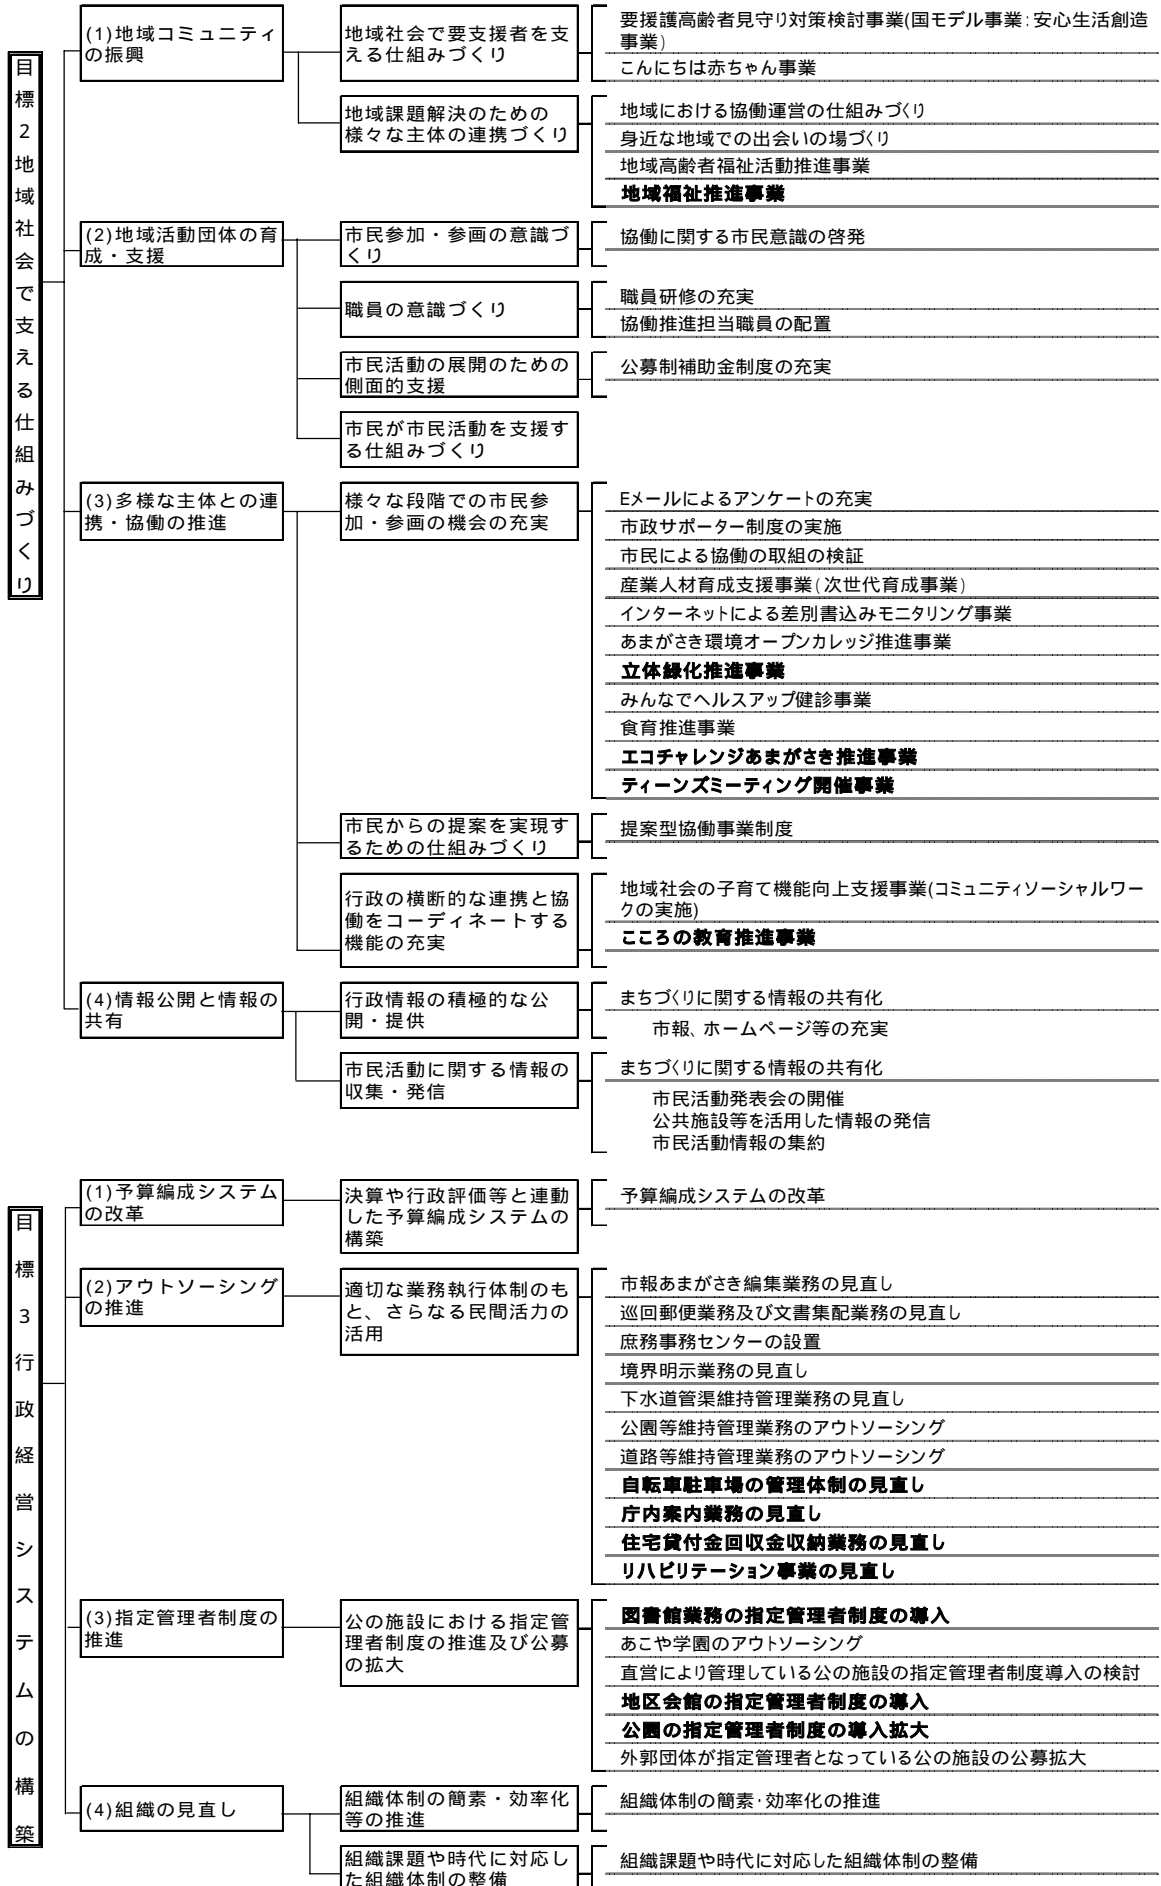 目標2地域社会で支える仕組みづくり
(1)地域コミュニティ
の振興
地域社会で要支援者を支
える仕組みづくり
要援護高齢者見守り対策検討事業(国モデル事業:安心生活創造
事業)
こんにちは赤ちゃん事業
地域課題解決のための
様々な主体の連携づくり
地域における協働運営の仕組みづくり
身近な地域での出会いの場づくり
地域高齢者福祉活動推進事業
地域福祉推進事業
(2)地域活動団体の育
成・支援
市民参加・参画の意識づ
くり
協働に関する市民意識の啓発
職員の意識づくり
職員研修の充実
協働推進担当職員の配置
市民活動の展開のための
側面的支援
公募制補助金制度の充実
市民が市民活動を支援す
る仕組みづくり
(3)多様な主体との連
携・協働の推進
様々な段階での市民参
加・参画の機会の充実
Eメールによるアンケートの充実
市政サポーター制度の実施
市民による協働の取組の検証
産業人材育成支援事業(次世代育成事業)
インターネットによる差別書込みモニタリング事業
あまがさき環境オープンカレッジ推進事業
立体緑化推進事業
みんなでヘルスアップ健診事業
食育推進事業
エコチャレンジあまがさき推進事業
ティーンズミーティング開催事業
市民からの提案を実現す
るための仕組みづくり
提案型協働事業制度
行政の横断的な連携と協
働をコーディネートする
機能の充実
地域社会の子育て機能向上支援事業(コミュニティソーシャルワー
クの実施)
こころの教育推進事業
(4)情報公開と情報の
共有
行政情報の積極的な公
開・提供
まちづくりに関する情報の共有化
市報、ホームページ等の充実
市民活動に関する情報の
収集・発信
まちづくりに関する情報の共有化
市民活動発表会の開催
公共施設等を活用した情報の発信
市民活動情報の集約
目標3行政経営システムの構築
(1)予算編成システム
の改革
決算や行政評価等と連動
した予算編成システムの
構築
予算編成システムの改革
(2)アウトソーシング
の推進
適切な業務執行体制のも
と、さらなる民間活力の
活用
市報あまがさき編集業務の見直し
巡回郵便業務及び文書集配業務の見直し
庶務事務センターの設置
境界明示業務の見直し
下水道管渠維持管理業務の見直し
公園等維持管理業務のアウトソーシング
道路等維持管理業務のアウトソーシング
自転車駐車場の管理体制の見直し
庁内案内業務の見直し
住宅貸付金回収金収納業務の見直し
リハビリテーション事業の見直し
(3)指定管理者制度の
推進
公の施設における指定管
理者制度の推進及び公募
の拡大
図書館業務の指定管理者制度の導入
あこや学園のアウトソーシング
直営により管理している公の施設の指定管理者制度導入の検討
地区会館の指定管理者制度の導入
公園の指定管理者制度の導入拡大
外郭団体が指定管理者となっている公の施設の公募拡大
(4)組織の見直し
組織体制の簡素・効率化
等の推進
組織体制の簡素・効率化の推進
組織課題や時代に対応し
た組織体制の整備
組織課題や時代に対応した組織体制の整備